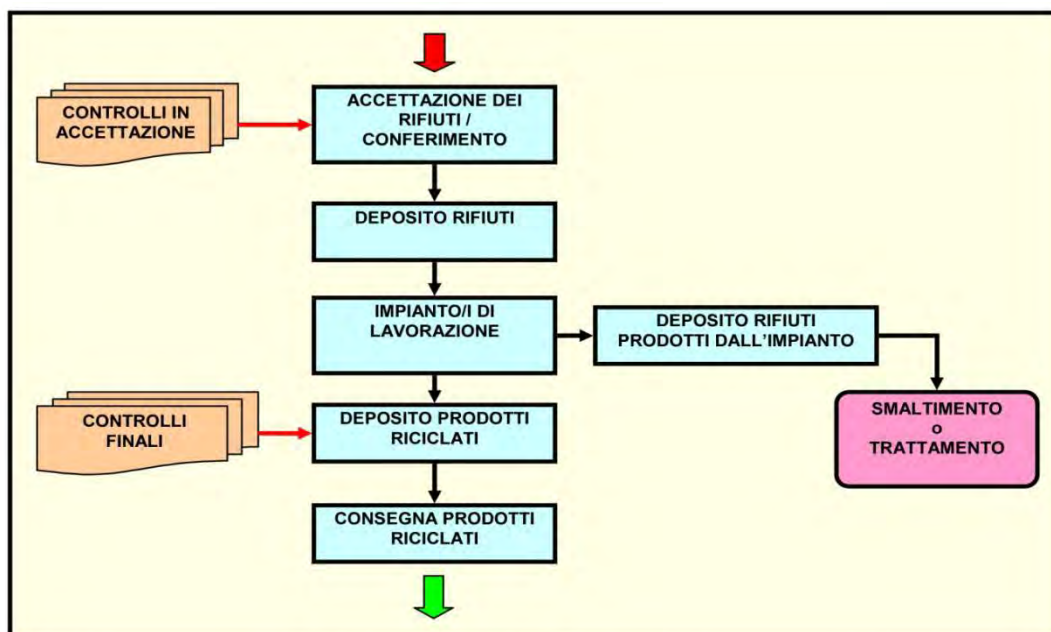 CONTROLLI IN
ACCETTAZIONE
ACCETTAZIONE DEI
RIFIUTI /
CONFERIMENTO
DEPOSITO RIFIUTI
IMPIANTO/I DI
LAVORAZIONE
DEPOSITO RIFIUTI
PRODOTTI DALL'IMPIANTO
CONTROLLI
FINALI
DEPOSITO PRODOTTI
RICICLATI
SMALTIMENTO
o
TRATTAMENTO
CONSEGNA PRODOTTI
RICICLATI